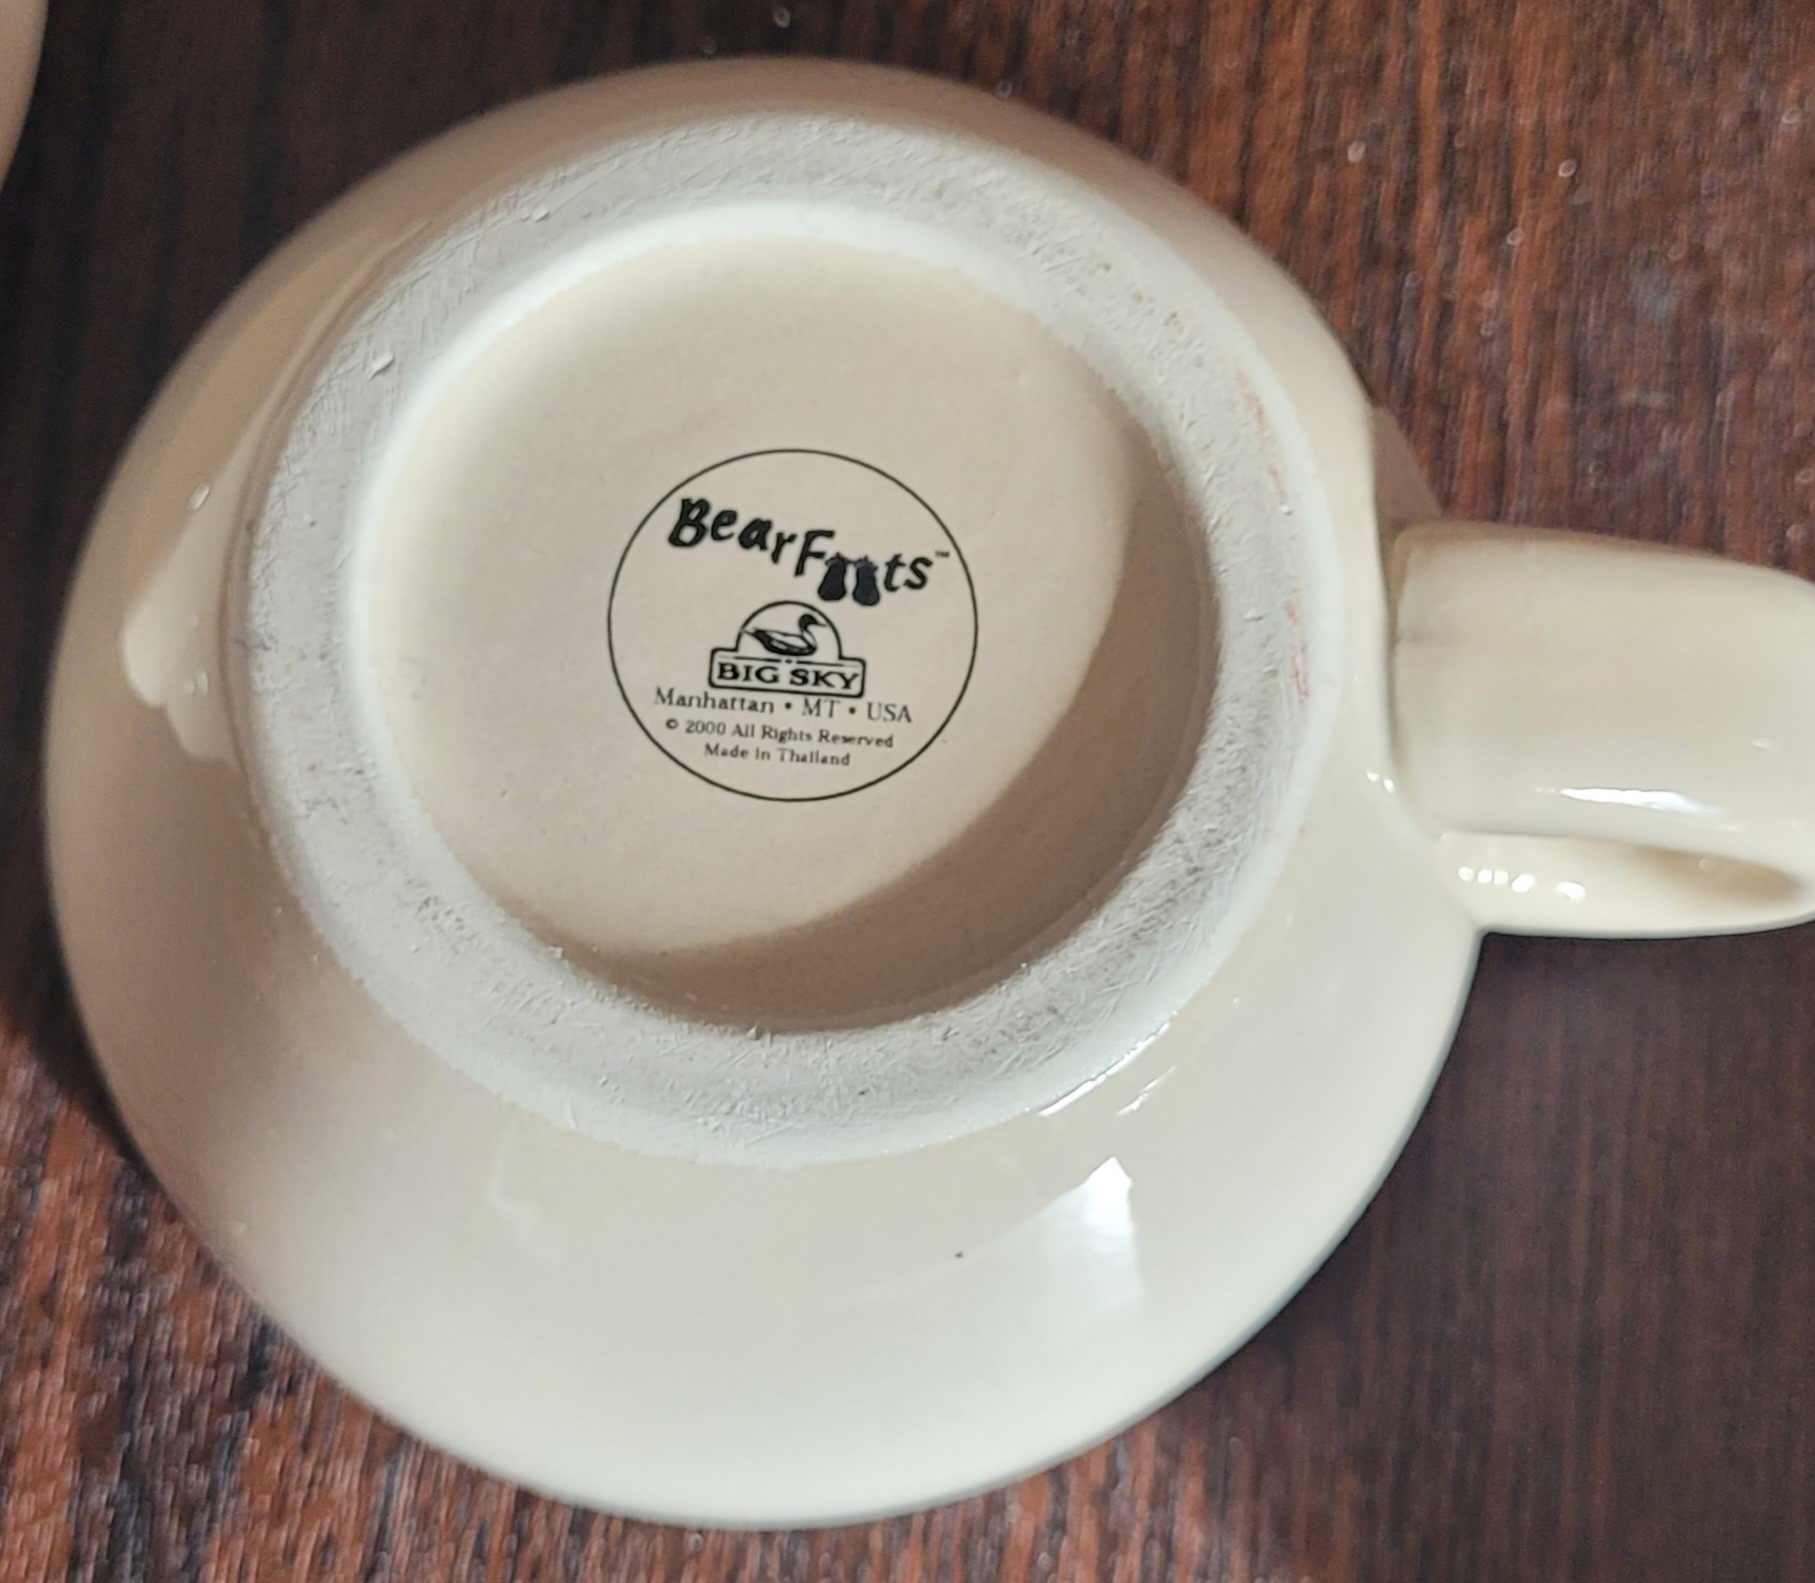 BearFoots™
BIG SKY
Manhattan • MT • USA
© 2000 All Rights Reserved
Made in Thailand